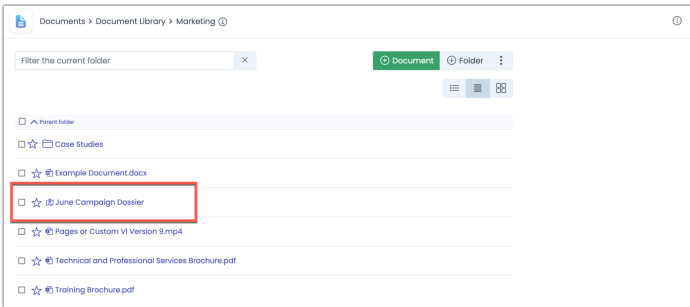 Documents > Document Library > Marketing
Filter the current folder
Document Folder
Parent folder
Case Studies
Example Document.docx
June Campaign Dossier
Pages or Custom VI Version 9.mp4
Technical and Professional Services Brochure.pdf
Training Brochure.pdf